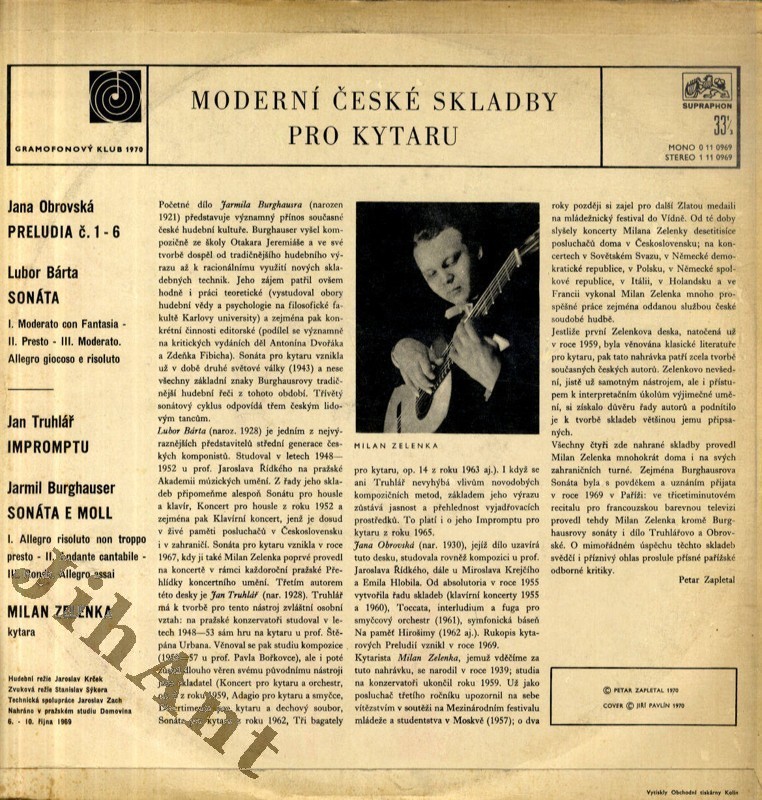 GRAMOFONOVÝ KLUB 1970
MODERNÍ ČESKÉ SKLADBY
PRO KYTARU
SUPRAPHON
33⅓
MONO 0 11 0969
STEREO 1 11 0969
Jana Obrovská
PRELUDIA č. 1 - 6
Lubor Bárta
SONÁTA
I. Moderato con Fantasia -
II. Presto - III. Moderato.
Allegro giocoso e risoluto
Jan Truhlář
IMPROMPTU
Jarmil Burghauser
SONÁTA E MOLL
I. Allegro risoluto non troppo
presto - II. Andante cantabile -
Allegro assai
MILAN ZELENKA
kytara
Hudební režie Jaroslav Krček
Zvuková režie Stanislav Sýkora
Technická spolupráce Jaroslav Zach
Nahráno v pražském studiu Domovina
6. - 10. října 1969
Početné dílo Jarmila Burghausra (narozen
1921) představuje významný přínos současné
české hudební kultuře. Burghauser vyšel kom-
pozičně ze školy Otakara Jeremiáše a ve své
tvorbě dospěl od tradičnějšího hudebního vý-
razu až k racionálnímu využití nových skla-
debných technik. Jeho zájem patřil ovšem
hodně i práci teoretické (vystudoval obory
hudební vědy a psychologie na filosofické fa-
kultě Karlovy university) a zejména pak kon-
krétní činnosti editorské (podílel se významně
na kritických vydáních děl Antonína Dvořáka
a Zdeňka Fibicha). Sonáta pro kytaru vznikla
už v době druhé světové války (1943) a nese
všechny základní znaky Burghausrovy tradič-
nější hudební řeči z tohoto období. Třívětý
sonátový cyklus odpovídá třem českým lido-
vým tancům.
Lubor Bárta (naroz. 1928) je jedním z nejvý-
raznějších představitelů střední generace čes-
kých komponistů. Studoval v letech 1948—
1952 u prof. Jaroslava Řídkého na pražské
Akademii múzických umění. Z řady jeho skla-
deb připomeňme alespoň Sonátu pro housle
a klavír, Koncert pro housle z roku 1952 a
zejména pak Klavírní koncert, jenž je dosud
v živé paměti posluchačů v Československu
i v zahraničí. Sonáta pro kytaru vznikla v roce
1967, kdy ji také Milan Zelenka poprvé provedl
na koncertě v rámci každoroční pražské Pře-
hlídky koncertního umění. Třetím autorem
této desky je Jan Truhlář (nar. 1928). Truhlář
má k tvorbě pro tento nástroj zvláštní osobní
vztah: na pražské konzervatoři studoval v le-
tech 1948—53 sám hru na kytaru u prof. Ště-
pána Urbana. Věnoval se pak studiu kompozice
57 u prof. Pavla Bořkovce), ale i poté
dlouho věren svému původnímu nástroji
skladatel (Koncert pro kytaru a orchestr,
z roku 1959, Adagio pro kytaru a smyčce,
kytaru a dechový soubor,
Sonáta kytaru z roku 1962, Tři bagately
MILAN ZELENKA
pro kytaru, op. 14 z roku 1963 aj.). I když se
ani Truhlář nevyhýbá vlivům novodobých
kompozičních metod, základem jeho výrazu
zůstává jasnost a přehlednost vyjadřovacích
prostředků. To platí i o jeho Impromptu pro
kytaru z roku 1965.
Jana Obrovská (nar. 1930), jejíž dílo uzavírá
tuto desku, studovala rovněž kompozici u prof.
Jaroslava Řídkého, dále u Miroslava Krejčího
a Emila Hlobila. Od absolutoria v roce 1955
vytvořila řadu skladeb (klavírní koncerty 1955
a 1960), Toccata, interludium a fuga pro
smyčcový orchestr (1961), symfonická báseň
Na paměť Hirošimy (1962 aj.). Rukopis kyta-
rových Preludií vznikl v roce 1969.
Kytarista Milan Zelenka, jemuž vděčíme za
tuto nahrávku, se narodil v roce 1939; studia
na konzervatoři ukončil roku 1959. Už jako
posluchač třetího ročníku upozornil na sebe
vítězstvím v soutěži na Mezinárodním festivalu
mládeže a studentstva v Moskvě (1957); o dva
roky později si zajel pro další Zlatou medaili
na mládežnický festival do Vídně. Od té doby
slyšely koncerty Milana Zelenky desetitisíce
posluchačů doma v Československu; na kon-
certech v Sovětském Svazu, v Německé demo-
kratické republice, v Polsku, v Německé spol-
kové republice, v Itálii, v Holandsku a ve
Francii vykonal Milan Zelenka mnoho pro-
spěšné práce zejména oddanou službou české
soudobé hudbě.
Jestliže první Zelenkova deska, natočená už
v roce 1959, byla věnována klasické literatuře
pro kytaru, pak tato nahrávka patří zcela tvorbě
současných českých autorů. Zelenkovo nevšed-
ní, jistě už samotným nástrojem, ale i přístu-
pem k interpretačním úkolům výjimečné umě-
ní, si získalo důvěru řady autorů a podnítilo
je k tvorbě skladeb většinou jemu připsa-
ných.
Všechny čtyři zde nahrané skladby provedl
Milan Zelenka mnohokrát doma i na svých
zahraničních turné. Zejména Burghausrova
Sonáta byla s povděkem a uznáním přijata
v roce 1969 v Paříži: ve třicetiminutovém
recitálu pro francouzskou barevnou televizi
provedl tehdy Milan Zelenka kromě Burg-
hausrovy sonáty i dílo Truhlářovo a Obrov-
ské. O mimořádném úspěchu těchto skladeb
svědčí i příznivý ohlas proslule přísné pařížské
odborné kritiky.
Petar Zapletal
© PETAR ZAPLETAL 1970
COVER © JIŘÍ PAVLÍN 1970
Vytiskly Obchodní tiskárny Kolín
JihAnt